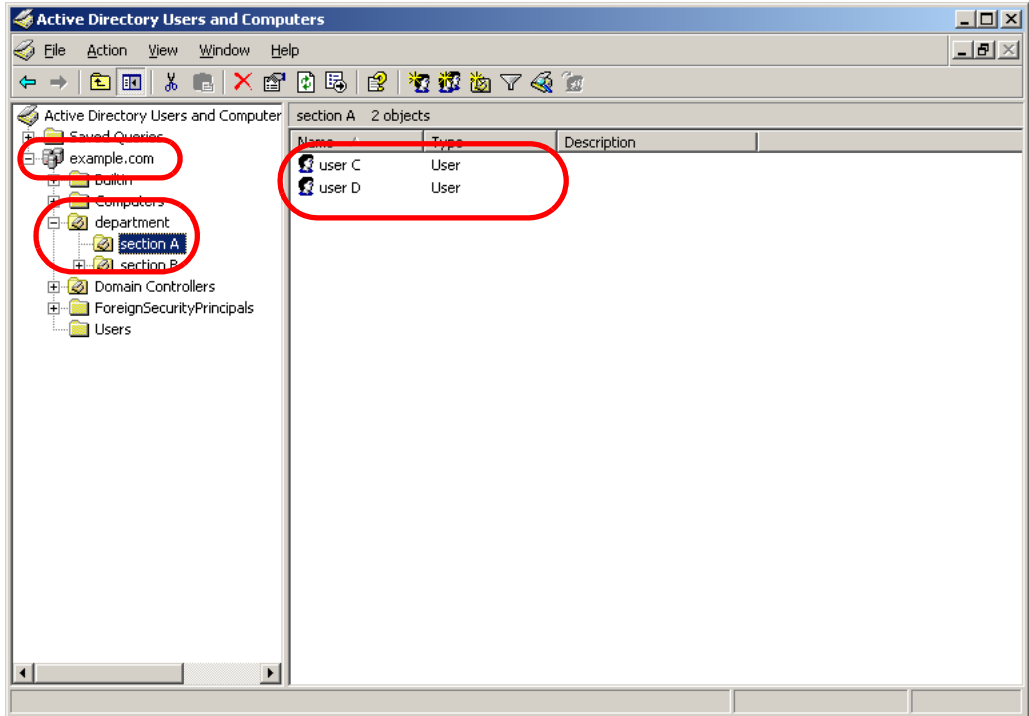 Active Directory Users and Computers
File Action View Window Help
Active Directory Users and Computer
section A 2 objects
Saved Queries
example.com
Builtin
Computers
department
section A
section B
Domain Controllers
ForeignSecurityPrincipals
Users
Name Type Description
user C User
user D User